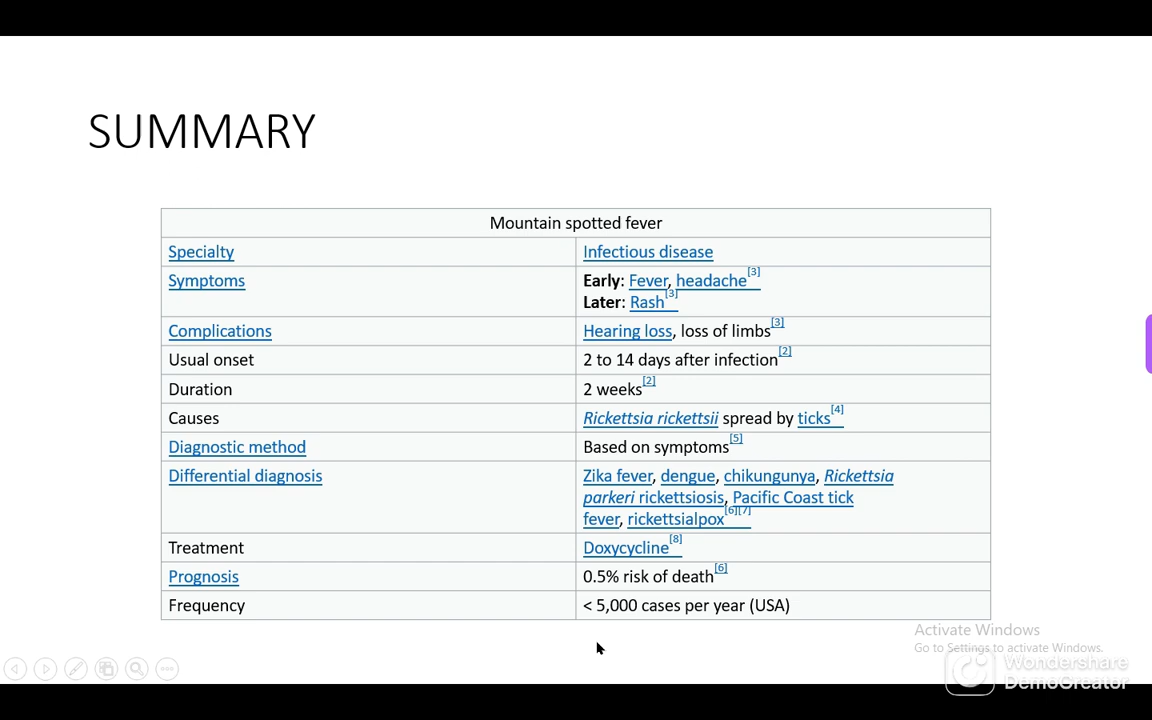 SUMMARY
Mountain spotted fever
Specialty Infectious disease
Symptoms Early: Fever, headache[3]
Later: Rash[3]
Complications Hearing loss, loss of limbs[3]
Usual onset 2 to 14 days after infection[2]
Duration 2 weeks[2]
Causes Rickettsia rickettsii spread by ticks[4]
Diagnostic method Based on symptoms[5]
Differential diagnosis Zika fever, dengue, chikungunya, Rickettsia
parkeri rickettsiosis, Pacific Coast tick
fever, rickettsialpox[6][7]
Treatment Doxycycline[8]
Prognosis 0.5% risk of death[6]
Frequency < 5,000 cases per year (USA)
Activate Windows
Go to Settings to activate Windows.
Wondershare
DemoCreator